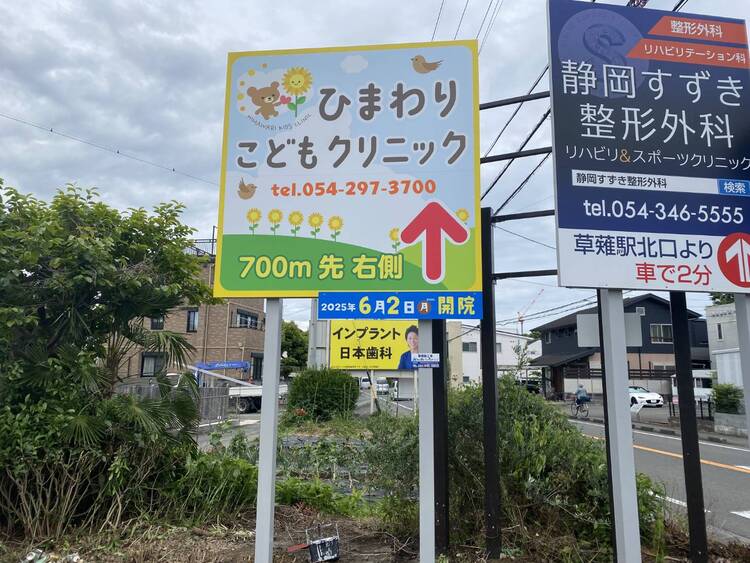 HIMAWARI KIDS CLINIC
ひまわり
こどもクリニック
tel.054-297-3700
700m 先 右側
2025年 6月2日 月 開院
インプラント
日本歯科
整形外科
リハビリテーション科
静岡すずき
整形外科
リハビリ&スポーツクリニック
静岡すずき整形外科 検索
tel.054-346-5555
草薙駅北口より
車で2分